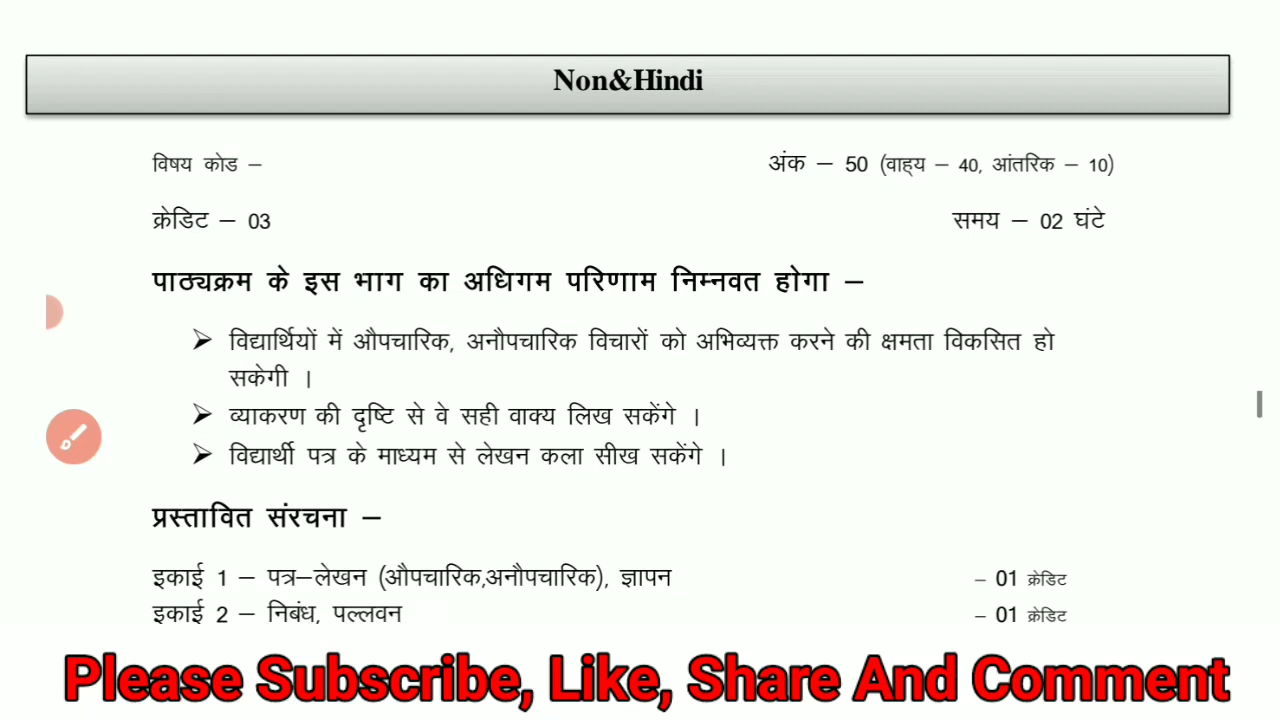 Non&Hindi
विषय कोड –
अंक – 50 (वाह्य – 40, आंतरिक – 10)
क्रेडिट – 03
समय – 02 घंटे
पाठ्यक्रम के इस भाग का अधिगम परिणाम निम्नवत होगा –
➢ विद्यार्थियों में औपचारिक, अनौपचारिक विचारों को अभिव्यक्त करने की क्षमता विकसित हो
सकेगी ।
➢ व्याकरण की दृष्टि से वे सही वाक्य लिख सकेंगे ।
➢ विद्यार्थी पत्र के माध्यम से लेखन कला सीख सकेंगे ।
प्रस्तावित संरचना –
इकाई 1 – पत्र–लेखन (औपचारिक,अनौपचारिक), ज्ञापन – 01 क्रेडिट
इकाई 2 – निबंध, पल्लवन – 01 क्रेडिट
Please Subscribe, Like, Share And Comment